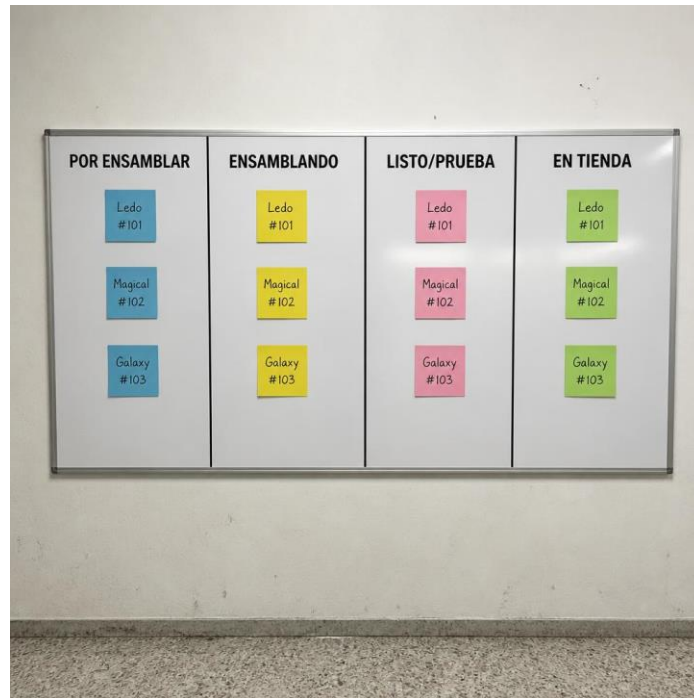 POR ENSAMBLAR
Ledo
#101
Magical
#102
Galaxy
#103
ENSAMBLANDO
Ledo
#101
Magical
#102
Galaxy
#103
LISTO/PRUEBA
Ledo
#101
Magical
#102
Galaxy
#103
EN TIENDA
Ledo
#101
Magical
#102
Galaxy
#103